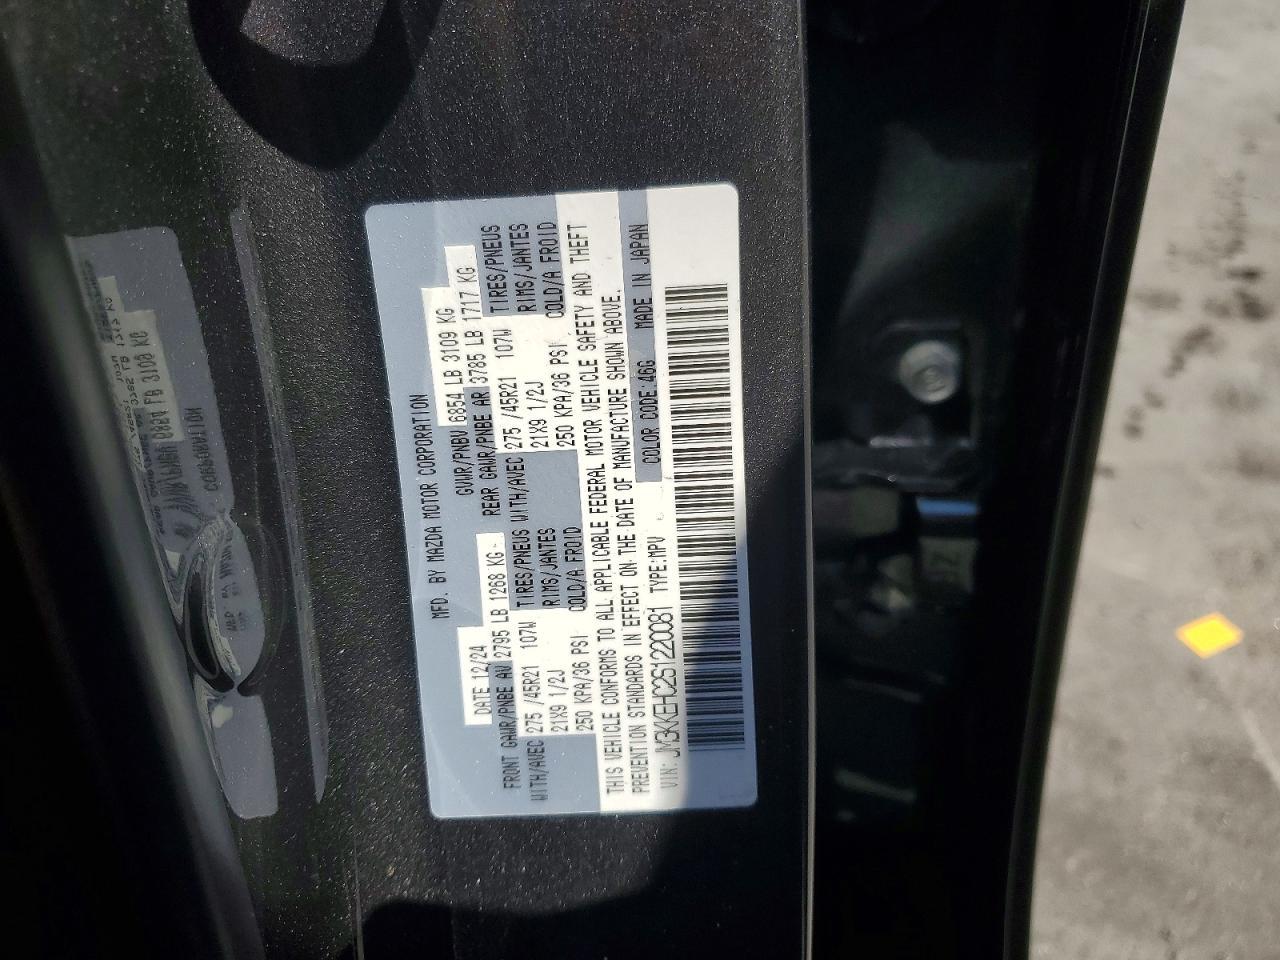 MFD. BY MAZDA MOTOR CORPORATION
DATE 12/24 GVWR/PNBV 6854 LB 3109 KG
FRONT GAWR/PNBE AV 2795 LB 1268 KG REAR GAWR/PNBE AR 3785 LB 1717 KG
WITH/AVEC 275 /45R21 107W TIRES/PNEUS WITH/AVEC 275 /45R21 107W TIRES/PNEUS
21X9 1/2J RIMS/JANTES 21X9 1/2J RIMS/JANTES
250 KPA/36 PSI COLD/A FROID 250 KPA/36 PSI COLD/A FROID
THIS VEHICLE CONFORMS TO ALL APPLICABLE FEDERAL MOTOR VEHICLE SAFETY AND THEFT
PREVENTION STANDARDS IN EFFECT ON THE DATE OF MANUFACTURE SHOWN ABOVE.
VIN: JM3KKEHC2S1220081 TYPE:MPV COLOR CODE:46G MADE IN JAPAN